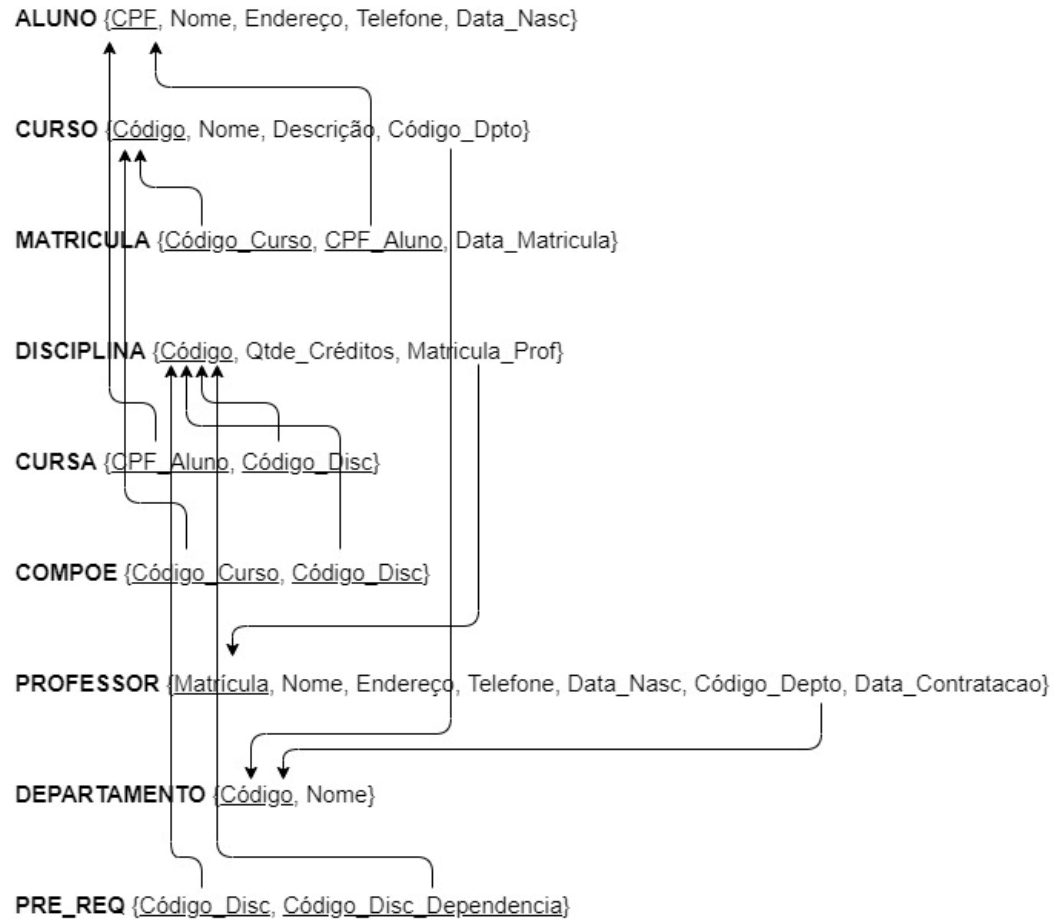 ALUNO {CPF, Nome, Endereço, Telefone, Data_Nasc}
CURSO {Código, Nome, Descrição, Código_Dpto}
MATRICULA {Código_Curso, CPF_Aluno, Data_Matricula}
DISCIPLINA {Código, Qtde_Créditos, Matricula_Prof}
CURSA {CPF_Aluno, Código_Disc}
COMPOE {Código_Curso, Código_Disc}
PROFESSOR {Matrícula, Nome, Endereço, Telefone, Data_Nasc, Código_Depto, Data_Contratacao}
DEPARTAMENTO {Código, Nome}
PRE_REQ {Código_Disc, Código_Disc_Dependencia}